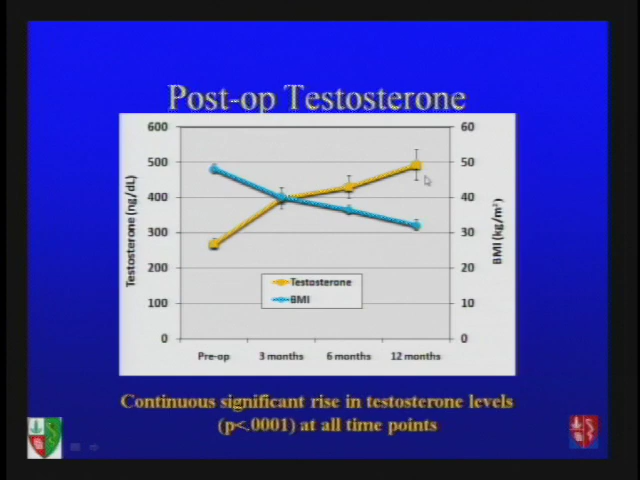 Post-op Testosterone
600
500
400
300
200
100
0
Testosterone (ng/dL)
60
50
40
30
20
10
0
BMI (kg/m²)
Testosterone
BMI
Pre-op 3 months 6 months 12 months
Continuous significant rise in testosterone levels
(p<.0001) at all time points